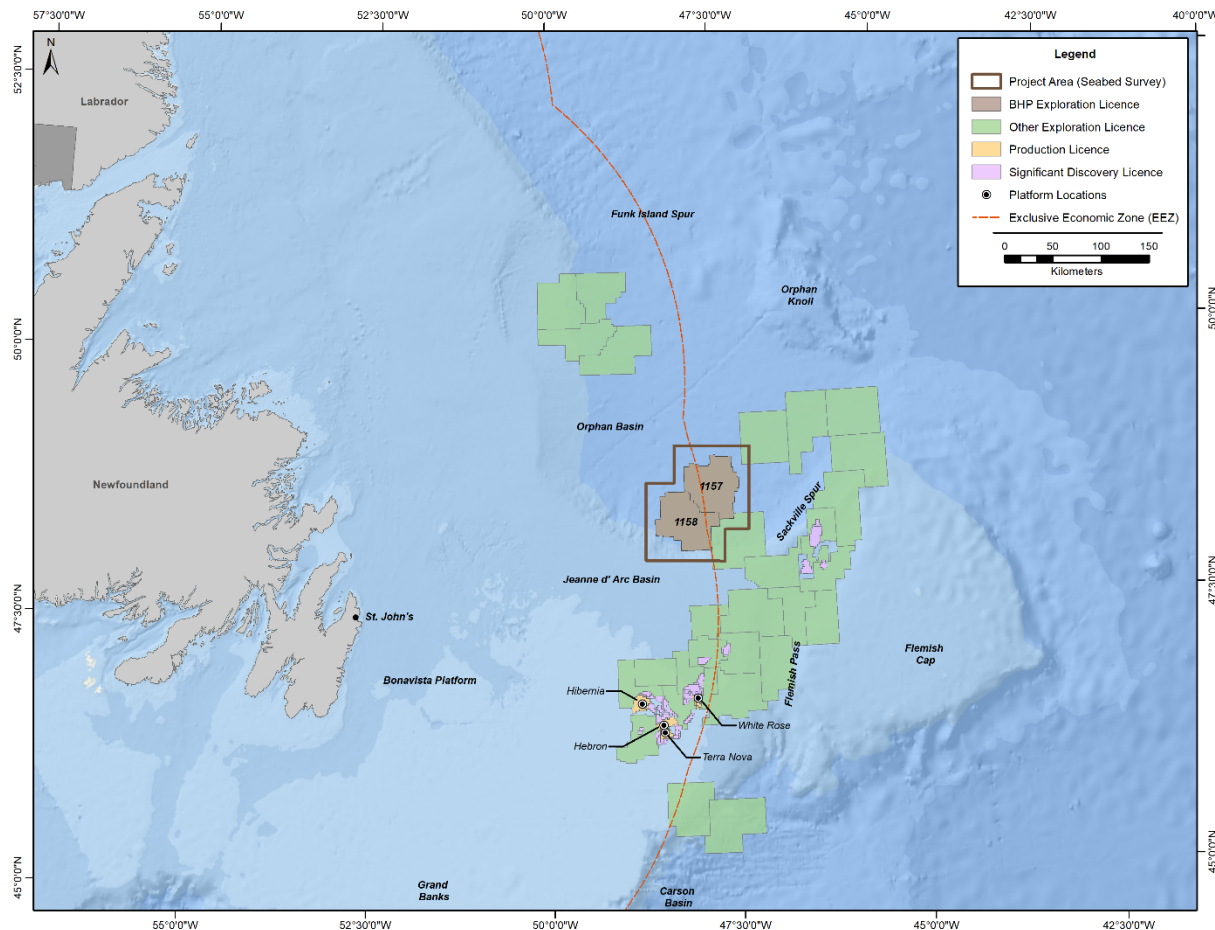 57°30'0"W
55°0'0"W
52°30'0"W
50°0'0"W
47°30'0"W
45°0'0"W
42°30'0"W
40°0'0"W
N
52°30'0"N
Labrador
Legend
Project Area (Seabed Survey)
BHP Exploration Licence
Other Exploration Licence
Production Licence
Significant Discovery Licence
Platform Locations
Exclusive Economic Zone (EEZ)
0 50 100 150
Kilometers
Funk Island Spur
Orphan
Knoll
50°0'0"N
50°0'0"N
Orphan Basin
Newfoundland
1157
1158
Sackville Spur
Jeanne d' Arc Basin
47°30'0"N
47°30'0"N
St. John's
Flemish
Cap
Flemish Pass
Bonavista Platform
Hibernia
White Rose
Hebron
Terra Nova
45°0'0"N
45°0'0"N
Grand
Banks
Carson
Basin
55°0'0"W
52°30'0"W
50°0'0"W
47°30'0"W
45°0'0"W
42°30'0"W